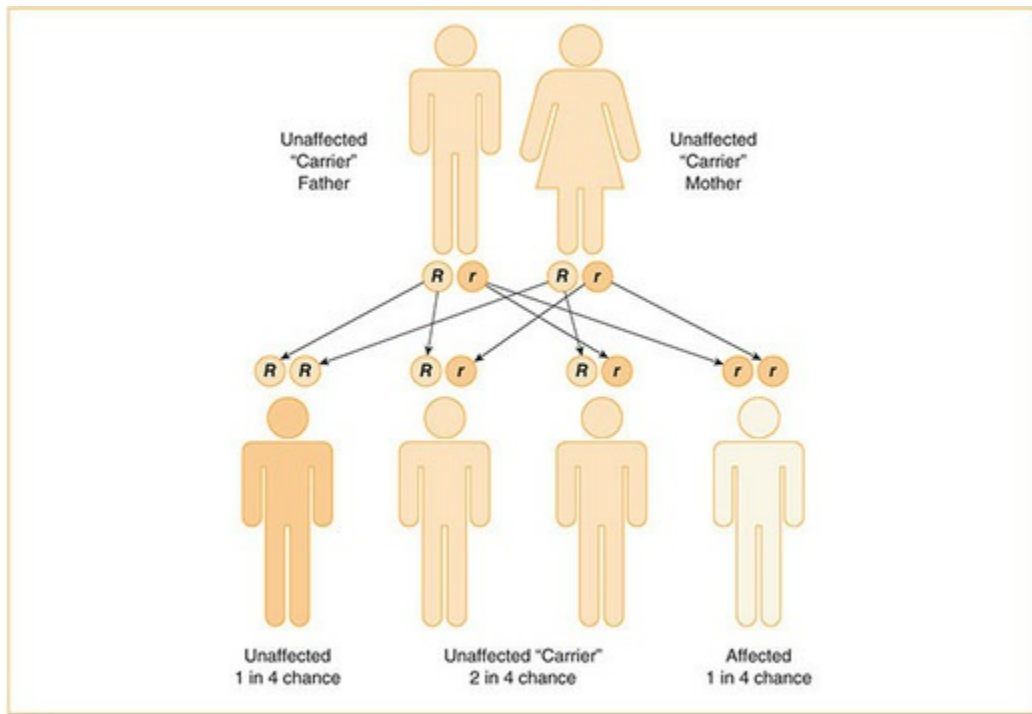 Unaffected
“Carrier”
Father
Unaffected
“Carrier”
Mother
R r R r
R R R r R r r r
Unaffected
1 in 4 chance
Unaffected “Carrier”
2 in 4 chance
Affected
1 in 4 chance